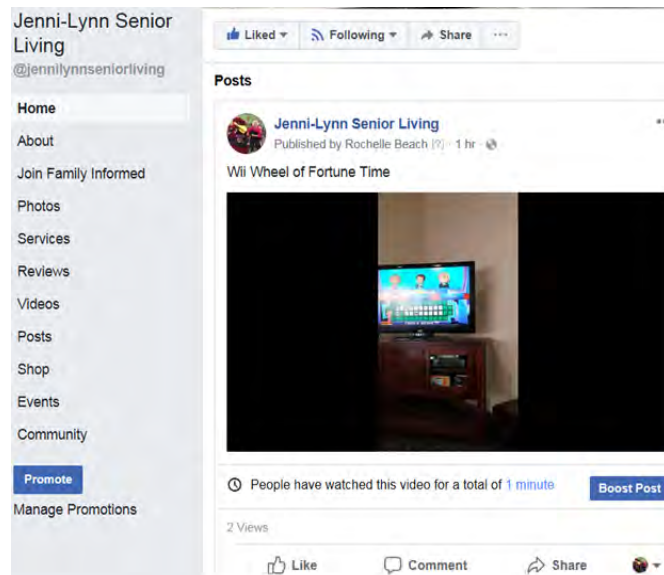 Jenni-Lynn Senior
Living
@jennilynnseniorliving
Home
About
Join Family Informed
Photos
Services
Reviews
Videos
Posts
Shop
Events
Community
Promote
Manage Promotions
Liked
Following
Share
Posts
Jenni-Lynn Senior Living
Published by Rochelle Beach [?] · 1 hr ·
Wii Wheel of Fortune Time
People have watched this video for a total of 1 minute
Boost Post
2 Views
Like Comment Share